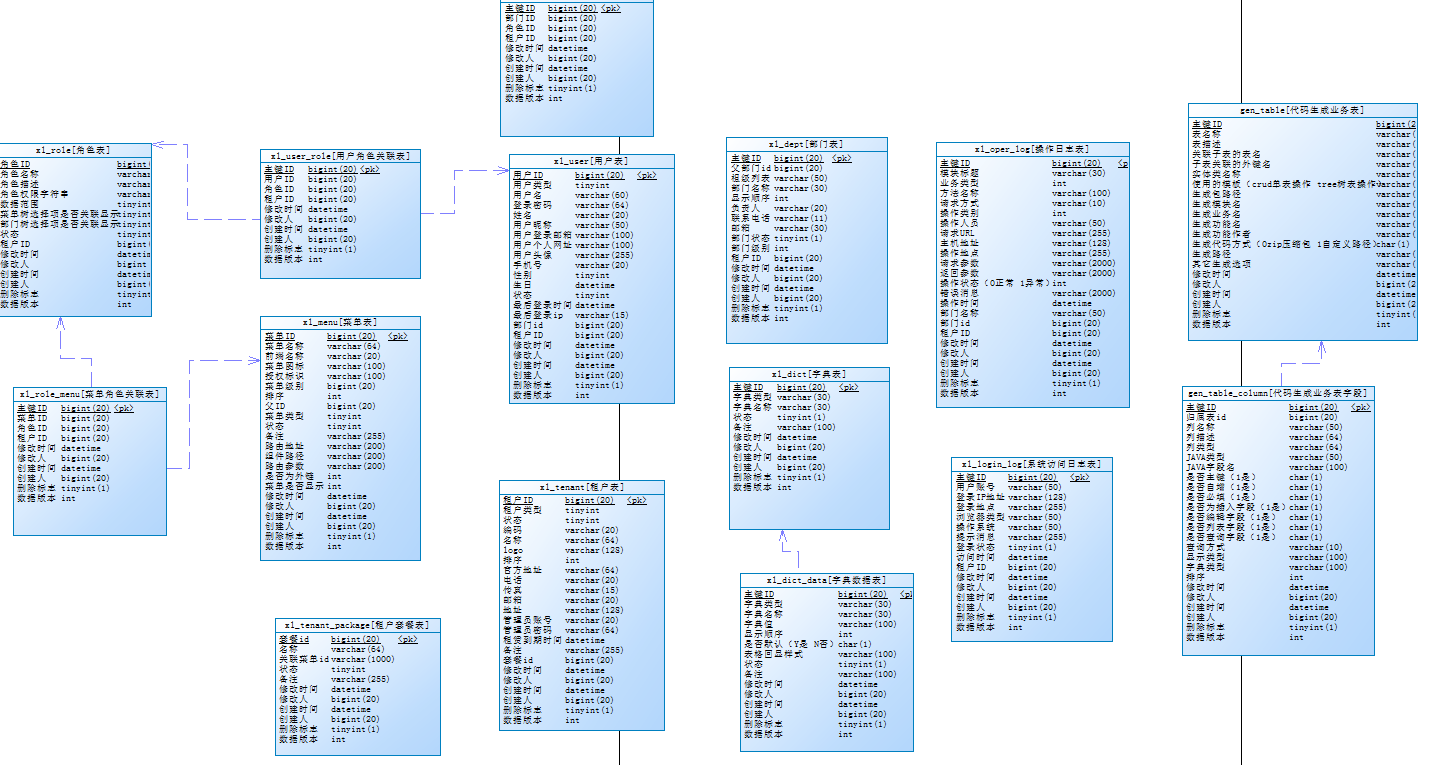 主键ID bigint(20) <pk>
部门ID bigint(20)
角色ID bigint(20)
租户ID bigint(20)
修改时间 datetime
修改人 bigint(20)
创建时间 datetime
创建人 bigint(20)
删除标志 tinyint(1)
数据版本 int
xl_role[角色表]
角色ID bigint(
角色名称 varchar
角色描述 varchar
角色权限字符串 varchar
数据范围 tinyint
菜单树选择项是否关联显示 tinyint
部门树选择项是否关联显示 tinyint
状态 tinyint
租户ID bigint(
修改时间 datetim
修改人 bigint
创建时间 datetim
创建人 bigint(
删除标志 tinyint
数据版本 int
xl_user_role[用户角色关联表]
主键ID bigint(20) <pk>
用户ID bigint(20)
角色ID bigint(20)
租户ID bigint(20)
修改时间 datetime
修改人 bigint(20)
创建时间 datetime
创建人 bigint(20)
删除标志 tinyint(1)
数据版本 int
xl_user[用户表]
用户ID bigint(20) <pk>
用户类型 tinyint
用户名 varchar(60)
登录密码 varchar(64)
姓名 varchar(20)
用户昵称 varchar(50)
用户登录邮箱 varchar(100)
用户个人网址 varchar(100)
用户头像 varchar(255)
手机号 varchar(20)
性别 tinyint
生日 datetime
状态 tinyint
最后登录时间 datetime
最后登录ip varchar(15)
部门id bigint(20)
租户ID bigint(20)
修改时间 datetime
修改人 bigint(20)
创建时间 datetime
创建人 bigint(20)
删除标志 tinyint(1)
数据版本 int
xl_dept[部门表]
主键ID bigint(20) <pk>
父部门id bigint(20)
祖级列表 varchar(50)
部门名称 varchar(30)
显示顺序 int
负责人 varchar(20)
联系电话 varchar(11)
邮箱 varchar(30)
部门状态 tinyint(1)
部门级别 int
租户ID bigint(20)
修改时间 datetime
修改人 bigint(20)
创建时间 datetime
创建人 bigint(20)
删除标志 tinyint(1)
数据版本 int
xl_oper_log[操作日志表]
主键ID bigint(20) <p
模块标题 varchar(30)
业务类型 int
方法名称 varchar(100)
请求方式 varchar(10)
操作类别 int
操作人员 varchar(50)
请求URL varchar(255)
主机地址 varchar(128)
操作地点 varchar(255)
请求参数 varchar(2000)
返回参数 varchar(2000)
操作状态（0正常 1异常） int
错误消息 varchar(2000)
操作时间 datetime
部门名称 varchar(50)
部门id bigint(20)
租户ID bigint(20)
修改时间 datetime
修改人 bigint(20)
创建时间 datetime
创建人 bigint(20)
删除标志 tinyint(1)
数据版本 int
gen_table[代码生成业务表]
主键ID bigint(2
表名称 varchar(
表描述 varchar(
关联子表的表名 varchar(
子表关联的外键名 varchar(
实体类名称 varchar(
使用的模板（crud单表操作 tree树表操作 varchar(
生成包路径 varchar(
生成模块名 varchar(
生成业务名 varchar(
生成功能名 varchar(
生成功能作者 varchar(
生成代码方式（0zip压缩包 1自定义路径） char(1)
生成路径 varchar(
其它生成选项 varchar(
修改时间 datetime
修改人 bigint(2
创建时间 datetime
创建人 bigint(2
删除标志 tinyint(
数据版本 int
xl_menu[菜单表]
菜单ID bigint(20) <pk>
菜单名称 varchar(64)
前端名称 varchar(20)
菜单图标 varchar(100)
授权标识 varchar(100)
菜单级别 bigint(20)
排序 int
父ID bigint(20)
菜单类型 tinyint
状态 tinyint
备注 varchar(255)
路由地址 varchar(200)
组件路径 varchar(200)
路由参数 varchar(200)
是否为外链 int
菜单是否显示 int
修改时间 datetime
修改人 bigint(20)
创建时间 datetime
创建人 bigint(20)
删除标志 tinyint(1)
数据版本 int
xl_role_menu[菜单角色关联表]
主键ID bigint(20) <pk>
菜单ID bigint(20)
角色ID bigint(20)
租户ID bigint(20)
修改时间 datetime
修改人 bigint(20)
创建时间 datetime
创建人 bigint(20)
删除标志 tinyint(1)
数据版本 int
xl_dict[字典表]
主键ID bigint(20) <pk>
字典类型 varchar(30)
字典名称 varchar(30)
状态 tinyint(1)
备注 varchar(100)
修改时间 datetime
修改人 bigint(20)
创建时间 datetime
创建人 bigint(20)
删除标志 tinyint(1)
数据版本 int
gen_table_column[代码生成业务表字段]
主键ID bigint(20) <pk>
归属表id bigint(20)
列名称 varchar(50)
列描述 varchar(64)
列类型 varchar(64)
JAVA类型 varchar(50)
JAVA字段名 varchar(100)
是否主键（1是） char(1)
是否自增（1是） char(1)
是否必填（1是） char(1)
是否为插入字段（1是） char(1)
是否编辑字段（1是） char(1)
是否列表字段（1是） char(1)
是否查询字段（1是） char(1)
查询方式 varchar(10)
显示类型 varchar(100)
字典类型 varchar(100)
排序 int
修改时间 datetime
修改人 bigint(20)
创建时间 datetime
创建人 bigint(20)
删除标志 tinyint(1)
数据版本 int
xl_login_log[系统访问日志表]
主键ID bigint(20) <pk>
用户账号 varchar(50)
登录IP地址 varchar(128)
登录地点 varchar(255)
浏览器类型 varchar(50)
操作系统 varchar(50)
提示消息 varchar(255)
登录状态 tinyint(1)
访问时间 datetime
租户ID bigint(20)
修改时间 datetime
修改人 bigint(20)
创建时间 datetime
创建人 bigint(20)
删除标志 tinyint(1)
数据版本 int
xl_tenant[租户表]
租户ID bigint(20) <pk>
租户类型 tinyint
状态 tinyint
编码 varchar(20)
名称 varchar(64)
logo varchar(128)
排序 int
官方地址 varchar(64)
电话 varchar(20)
传真 varchar(15)
邮箱 varchar(20)
地址 varchar(128)
管理员账号 varchar(20)
管理员密码 varchar(64)
租赁到期时间 datetime
备注 varchar(255)
套餐id bigint(20)
修改时间 datetime
修改人 bigint(20)
创建时间 datetime
创建人 bigint(20)
删除标志 tinyint(1)
数据版本 int
xl_dict_data[字典数据表]
主键ID bigint(20) <pl
字典类型 varchar(30)
字典名称 varchar(30)
字典值 varchar(100)
显示顺序 int
是否默认（Y是 N否） char(1)
表格回显样式 varchar(100)
状态 tinyint(1)
备注 varchar(100)
修改时间 datetime
修改人 bigint(20)
创建时间 datetime
创建人 bigint(20)
删除标志 tinyint(1)
数据版本 int
xl_tenant_package[租户套餐表]
套餐id bigint(20) <pk>
名称 varchar(64)
关联菜单id varchar(1000)
状态 tinyint
备注 varchar(255)
修改时间 datetime
修改人 bigint(20)
创建时间 datetime
创建人 bigint(20)
删除标志 tinyint(1)
数据版本 int